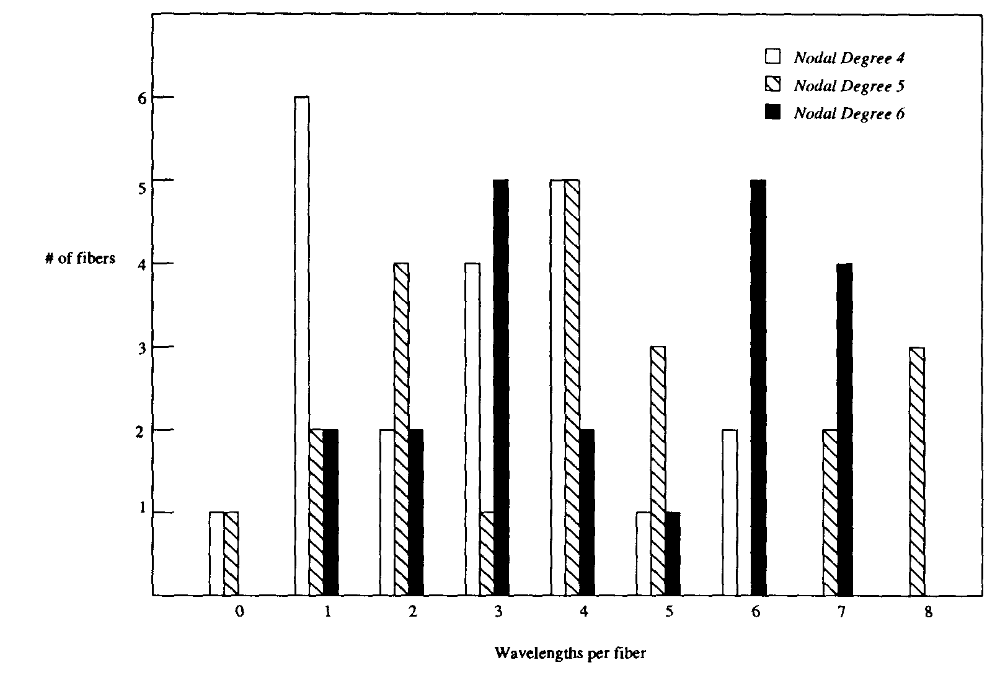 Nodal Degree 4
Nodal Degree 5
Nodal Degree 6
6
5
# of fibers
4
3
2
1
0 1 2 3 4 5 6 7 8
Wavelengths per fiber